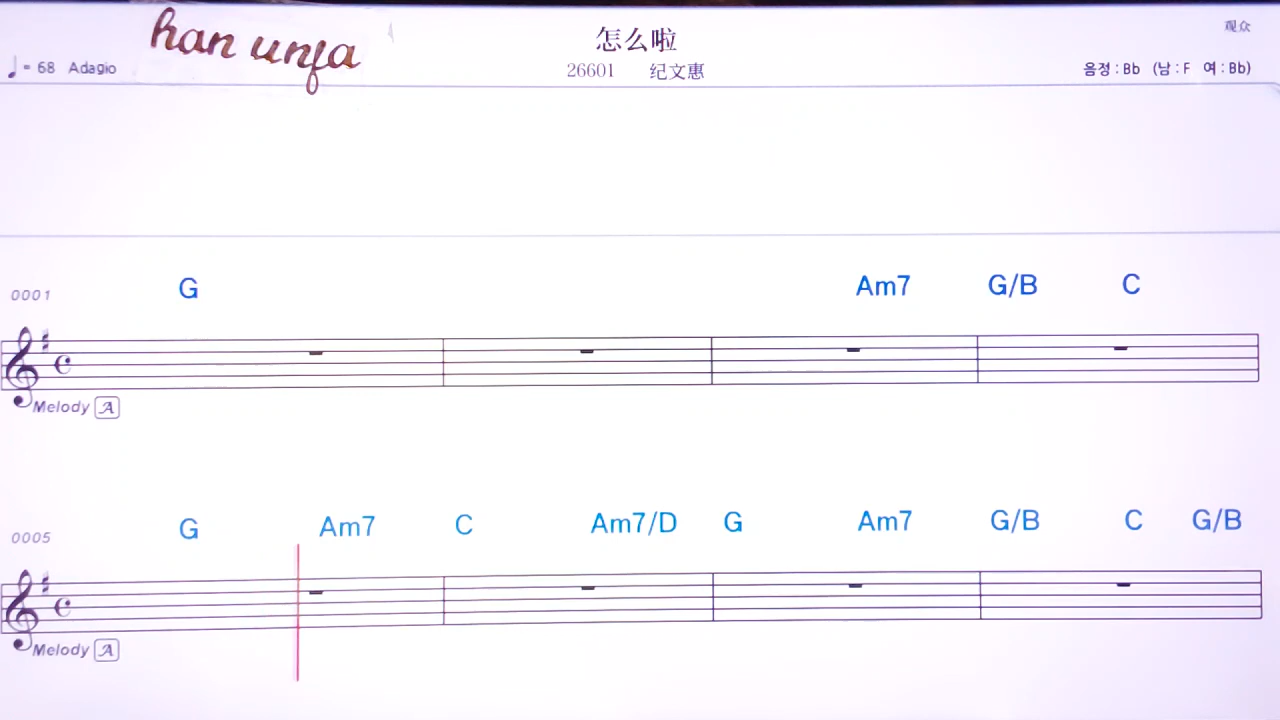 han unja
怎么啦
观众
26601 纪文惠
♩ = 68 Adagio
음정 : Bb (남 : F 여 : Bb)
G Am7 G/B C
0001
Melody A
G Am7 C Am7/D G Am7 G/B C G/B
0005
Melody A